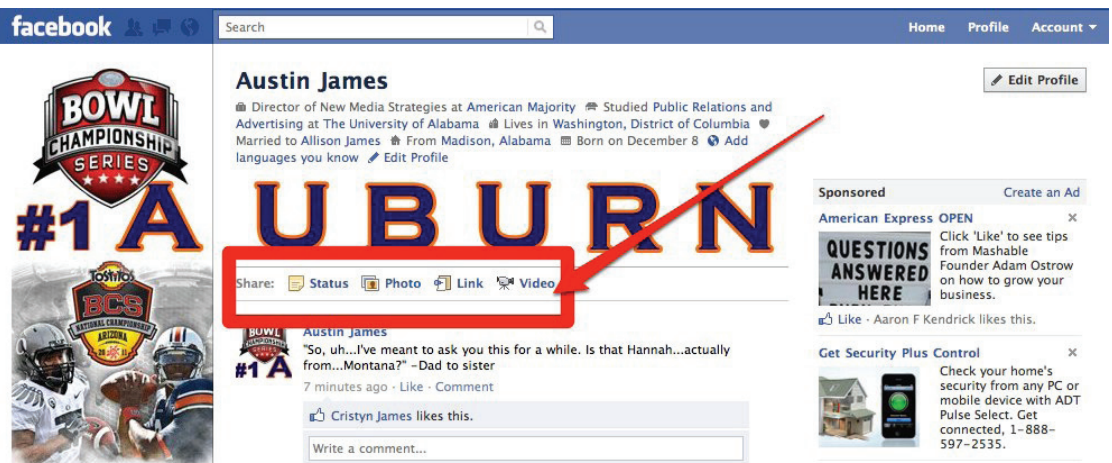 facebook
Search
Home Profile Account
BOWL
CHAMPIONSHIP
SERIES
#1 A
Tostitos
BCS
NATIONAL CHAMPIONSHIP
ARIZONA
Austin James
Edit Profile
Director of New Media Strategies at American Majority Studied Public Relations and
Advertising at The University of Alabama Lives in Washington, District of Columbia
Married to Allison James From Madison, Alabama Born on December 8 Add
languages you know Edit Profile
U B U R N
Share: Status Photo Link Video
BOWL
CHAMPIONSHIP
SERIES
#1 A
Austin James
"So, uh...I've meant to ask you this for a while. Is that Hannah...actually
from...Montana?" –Dad to sister
7 minutes ago · Like · Comment
Cristyn James likes this.
Write a comment...
Sponsored Create an Ad
American Express OPEN
QUESTIONS
ANSWERED
HERE
Click 'Like' to see tips
from Mashable
Founder Adam Ostrow
on how to grow your
business.
Like · Aaron F Kendrick likes this.
Get Security Plus Control
Check your home's
security from any PC or
mobile device with ADT
Pulse Select. Get
connected, 1-888-
597-2535.